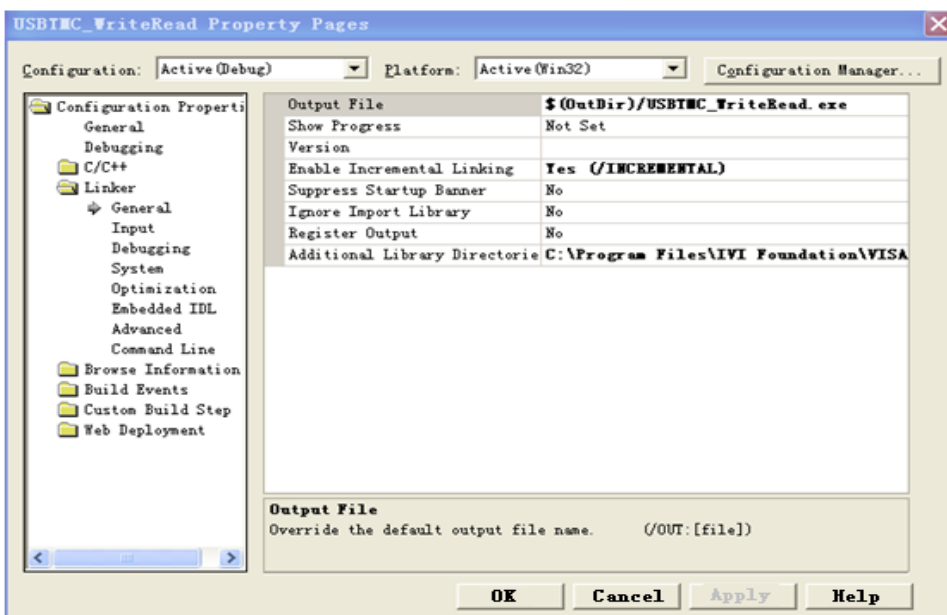 USBTMC_WriteRead Property Pages
Configuration: Active(Debug) Platform: Active(Win32) Configuration Manager...
Configuration Properti
General
Debugging
C/C++
Linker
General
Input
Debugging
System
Optimization
Embedded IDL
Advanced
Command Line
Browse Information
Build Events
Custom Build Step
Web Deployment
Output File $(OutDir)/USBTMC_WriteRead.exe
Show Progress Not Set
Version
Enable Incremental Linking Yes (/INCREMENTAL)
Suppress Startup Banner No
Ignore Import Library No
Register Output No
Additional Library Directorie C:\Program Files\IVI Foundation\VISA
Output File
Override the default output file name. (/OUT:[file])
OK Cancel Apply Help